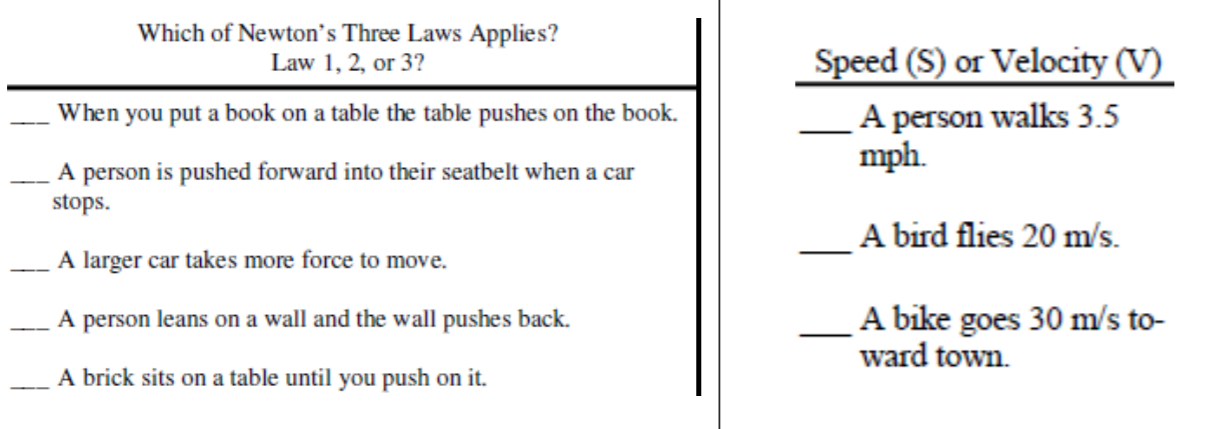 Which of Newton's Three Laws Applies?
Law 1, 2, or 3?
___ When you put a book on a table the table pushes on the book.
___ A person is pushed forward into their seatbelt when a car
stops.
___ A larger car takes more force to move.
___ A person leans on a wall and the wall pushes back.
___ A brick sits on a table until you push on it.
Speed (S) or Velocity (V)
___ A person walks 3.5
mph.
___ A bird flies 20 m/s.
___ A bike goes 30 m/s to-
ward town.